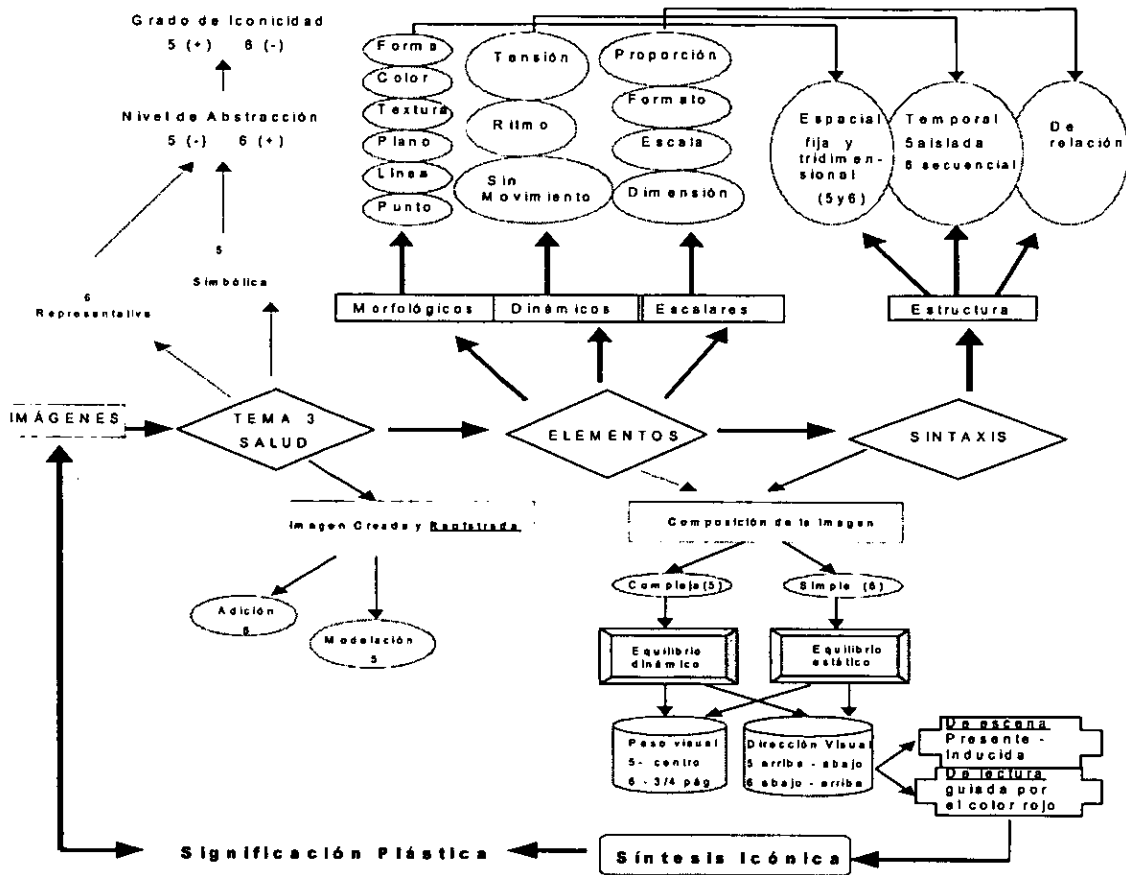 Grado de Iconicidad
5 (+) 6 (-)
Nivel de Abstracción
5 (-) 6 (+)
5
Simbólica
6
Representativa
Forma
Color
Textura
Plano
Línea
Punto
Tensión
Ritmo
Sin
Movimiento
Proporción
Formato
Escala
Dimensión
Espacial
fija y
tridimen-
sional
(5y6)
Temporal
5aislada
6 secuencial
De
relación
Morfológicos
Dinámicos
Escalares
Estructura
IMÁGENES
TEMA 3
SALUD
ELEMENTOS
SINTAXIS
Imagen Creada y Registrada
Adición
6
Modelación
5
Composición de la Imagen
Compleja(5)
Simple (6)
Equilibrio
dinámico
Equilibrio
estático
Peso visual
5- centro
6 - 3/4 pág
Dirección Visual
5 arriba - abajo
6 abajo - arriba
De escena
Presente -
Inducida
De lectura
guiada por
el color rojo
Significación Plástica
Síntesis Icónica